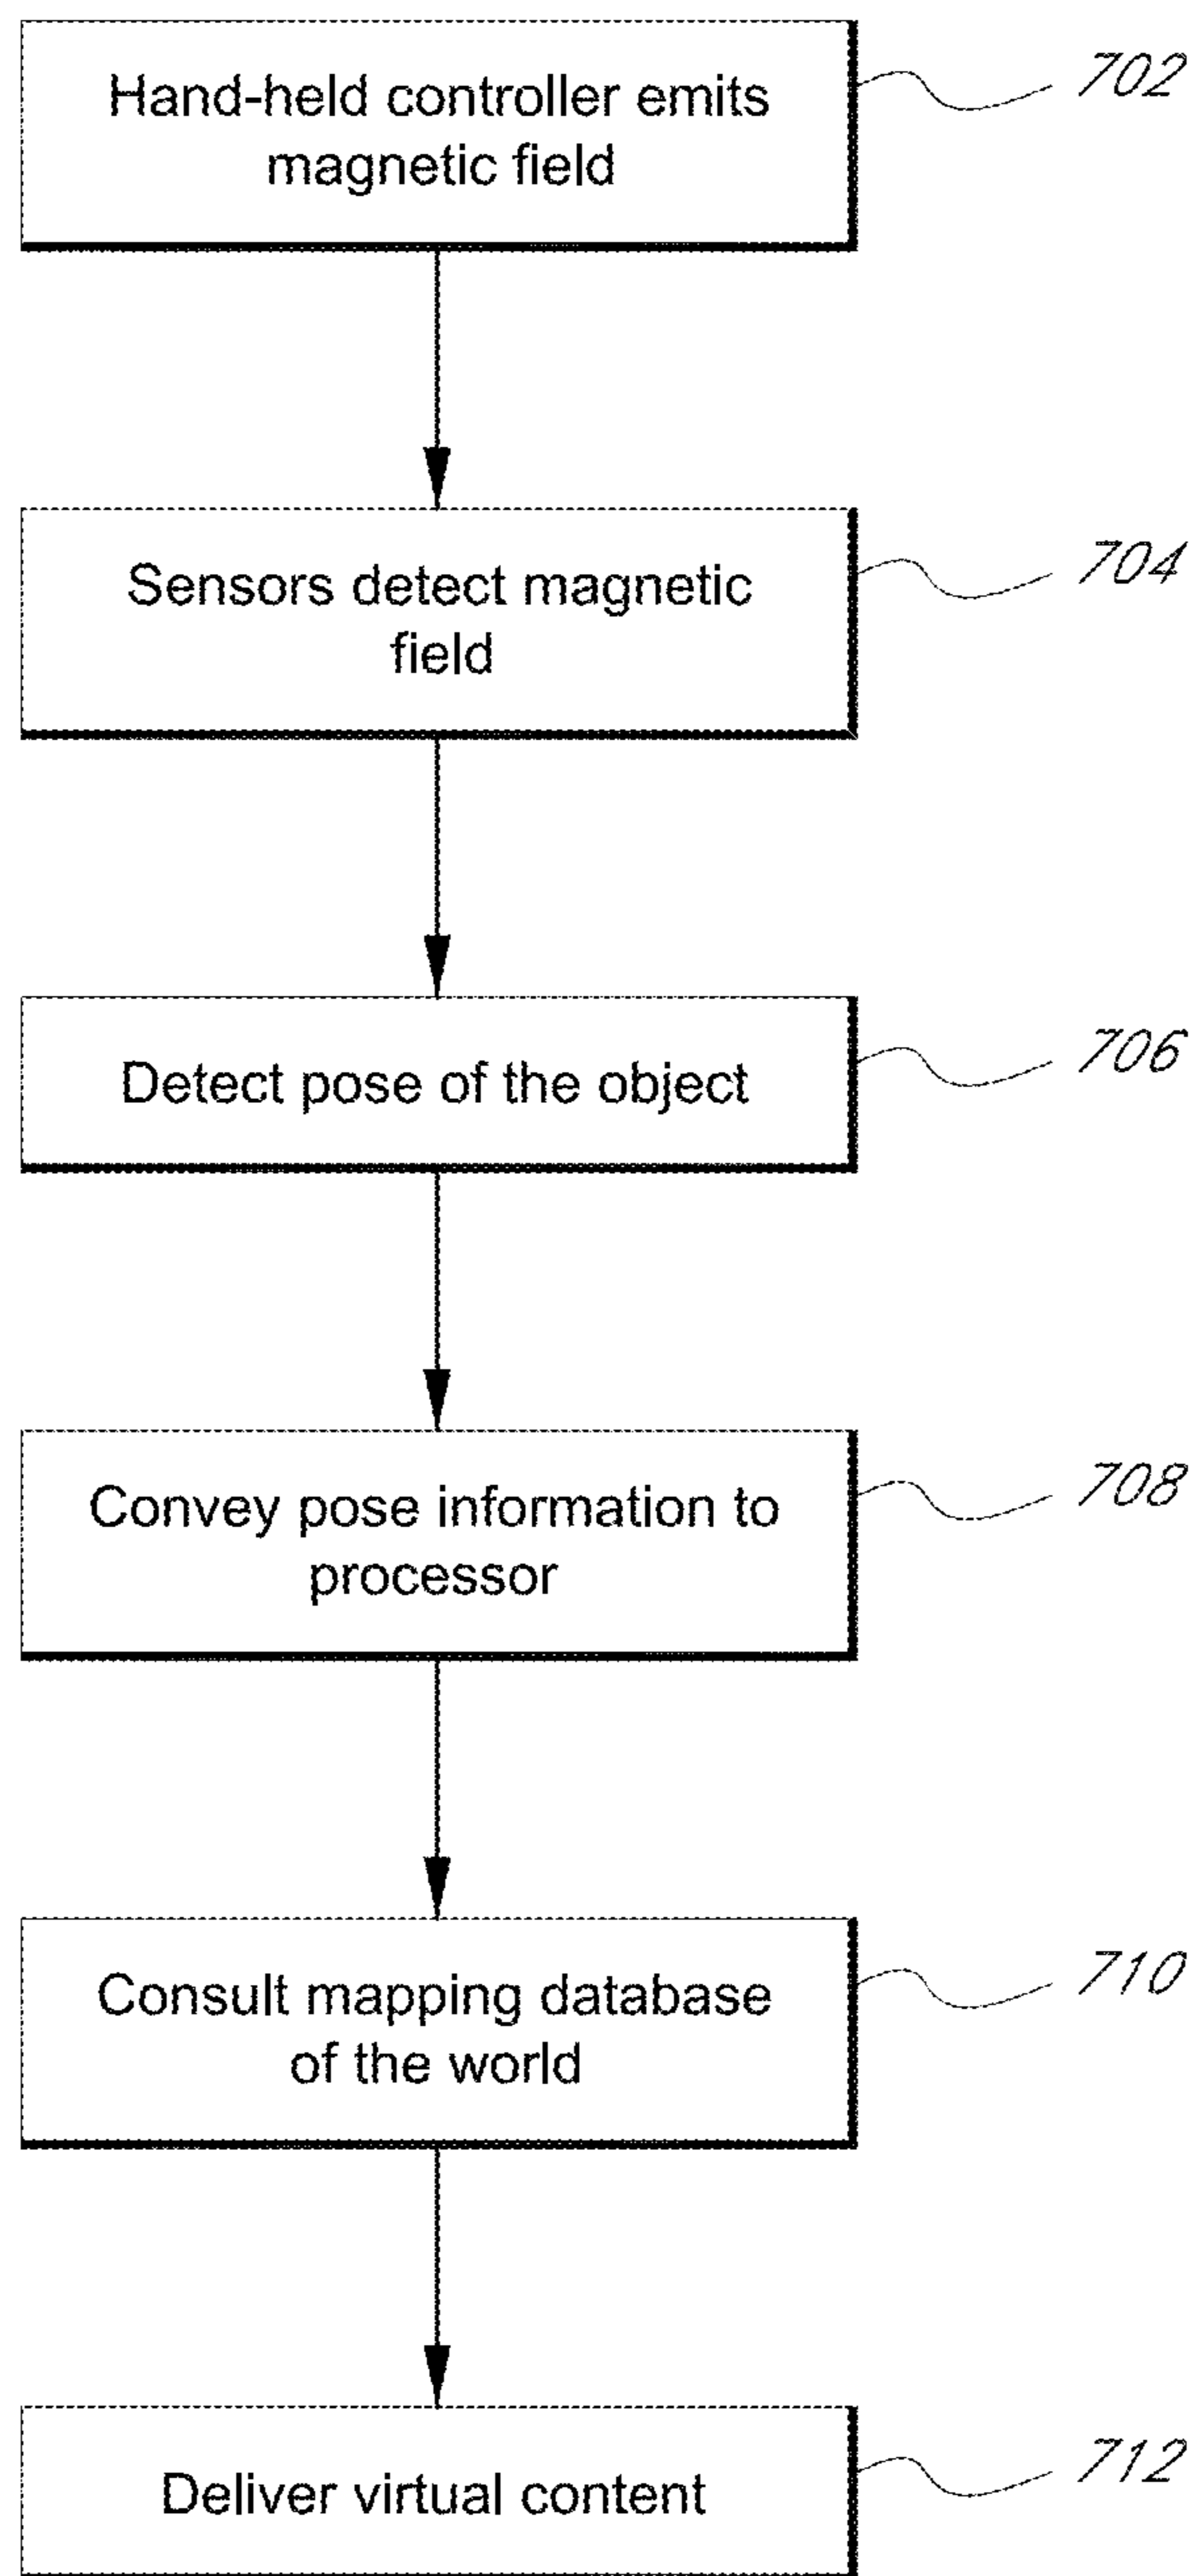 Hand-held controller emits
magnetic field
702
Sensors detect magnetic
field
704
Detect pose of the object
706
Convey pose information to
processor
708
Consult mapping database
of the world
710
Deliver virtual content
712